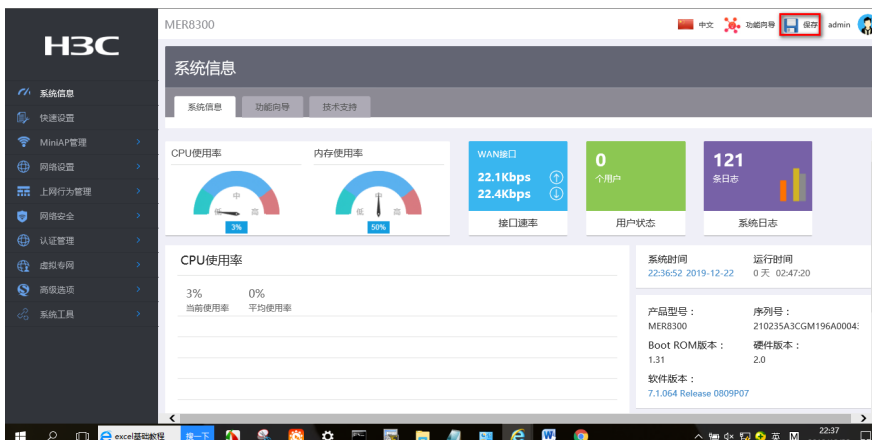 H3C
MER8300
中文
功能向导
保存
admin
系统信息
系统信息
功能向导
技术支持
系统信息
快速设置
MiniAP管理
网络设置
上网行为管理
网络安全
认证管理
虚拟专网
高级选项
系统工具
CPU使用率
中
低
高
3%
内存使用率
中
低
高
50%
WAN接口
22.1Kbps
22.4Kbps
接口速率
0
个用户
用户状态
121
条日志
系统日志
CPU使用率
3%
0%
当前使用率
平均使用率
系统时间
运行时间
22:36:52 2019-12-22
0 天 02:47:20
产品型号：
序列号：
MER8300
210235A3CGM196A0004
Boot ROM版本：
硬件版本：
1.31
2.0
软件版本：
7.1.064 Release 0809P07
excel基础教程
搜一下
英
M
22:37